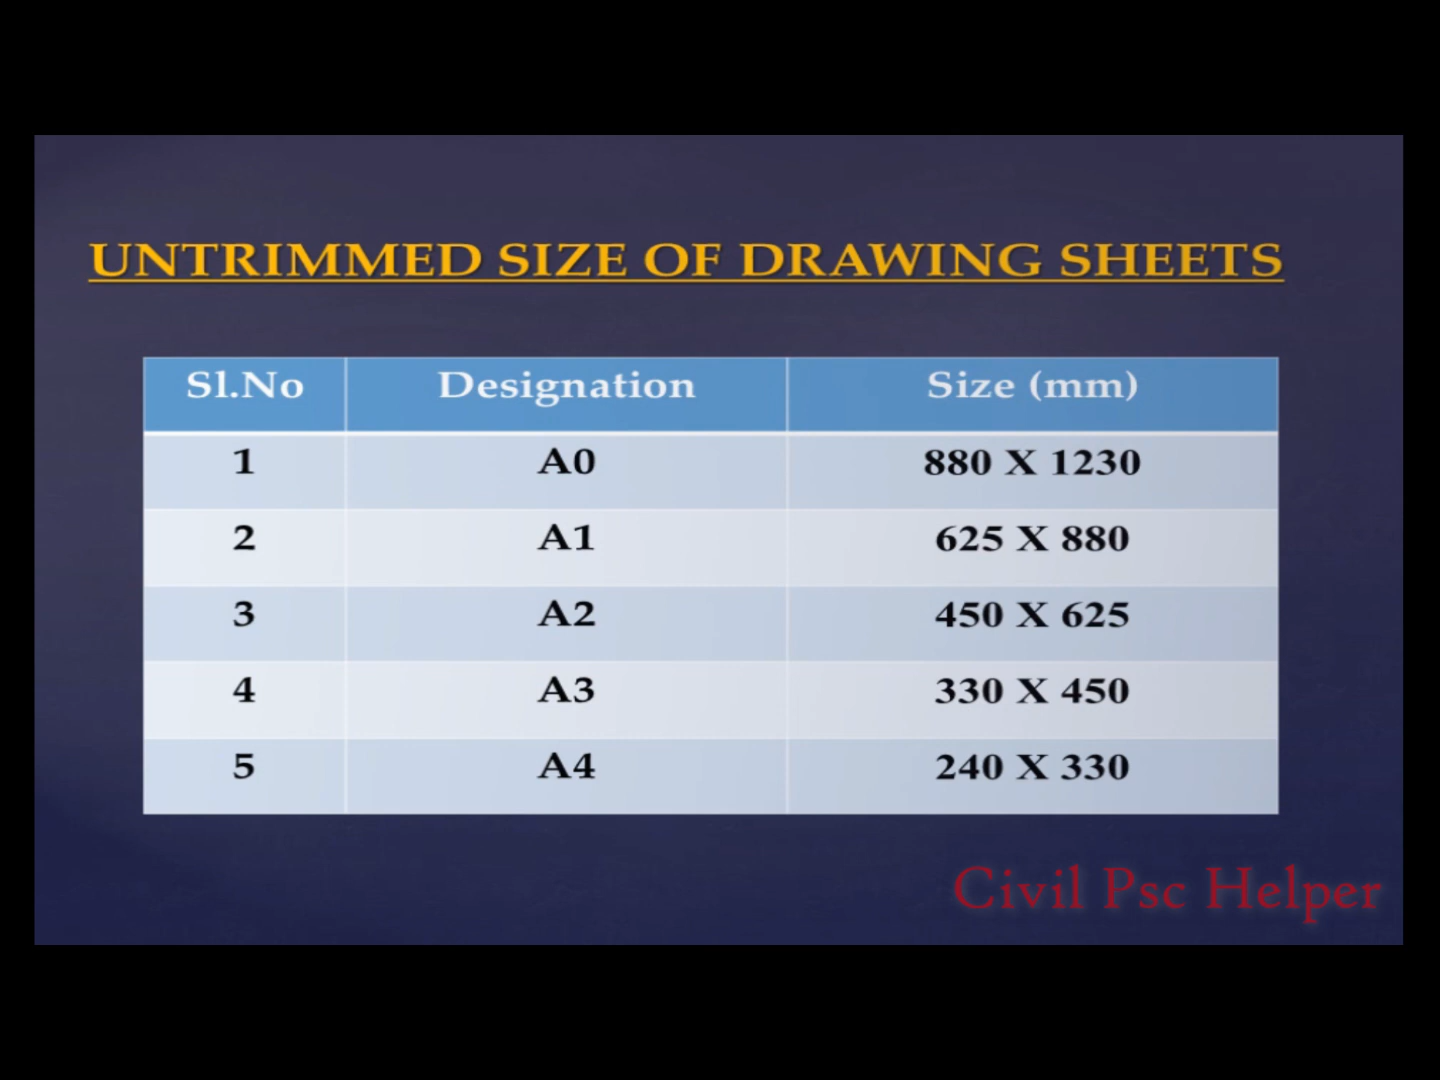 UNTRIMMED SIZE OF DRAWING SHEETS
Sl.No Designation Size (mm)
1 A0 880 X 1230
2 A1 625 X 880
3 A2 450 X 625
4 A3 330 X 450
5 A4 240 X 330
Civil Psc Helper